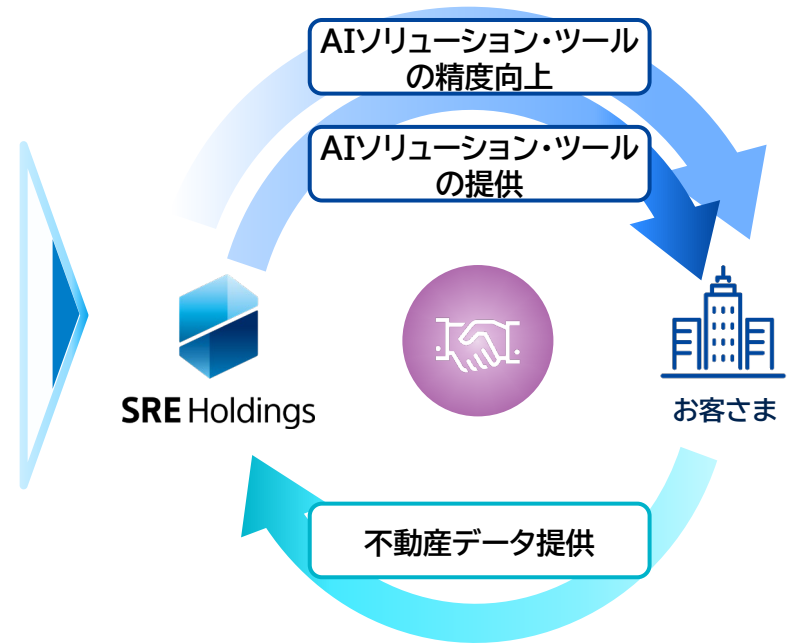 AIソリューション・ツール
の精度向上
AIソリューション・ツール
の提供
SRE Holdings
お客さま
不動産データ提供